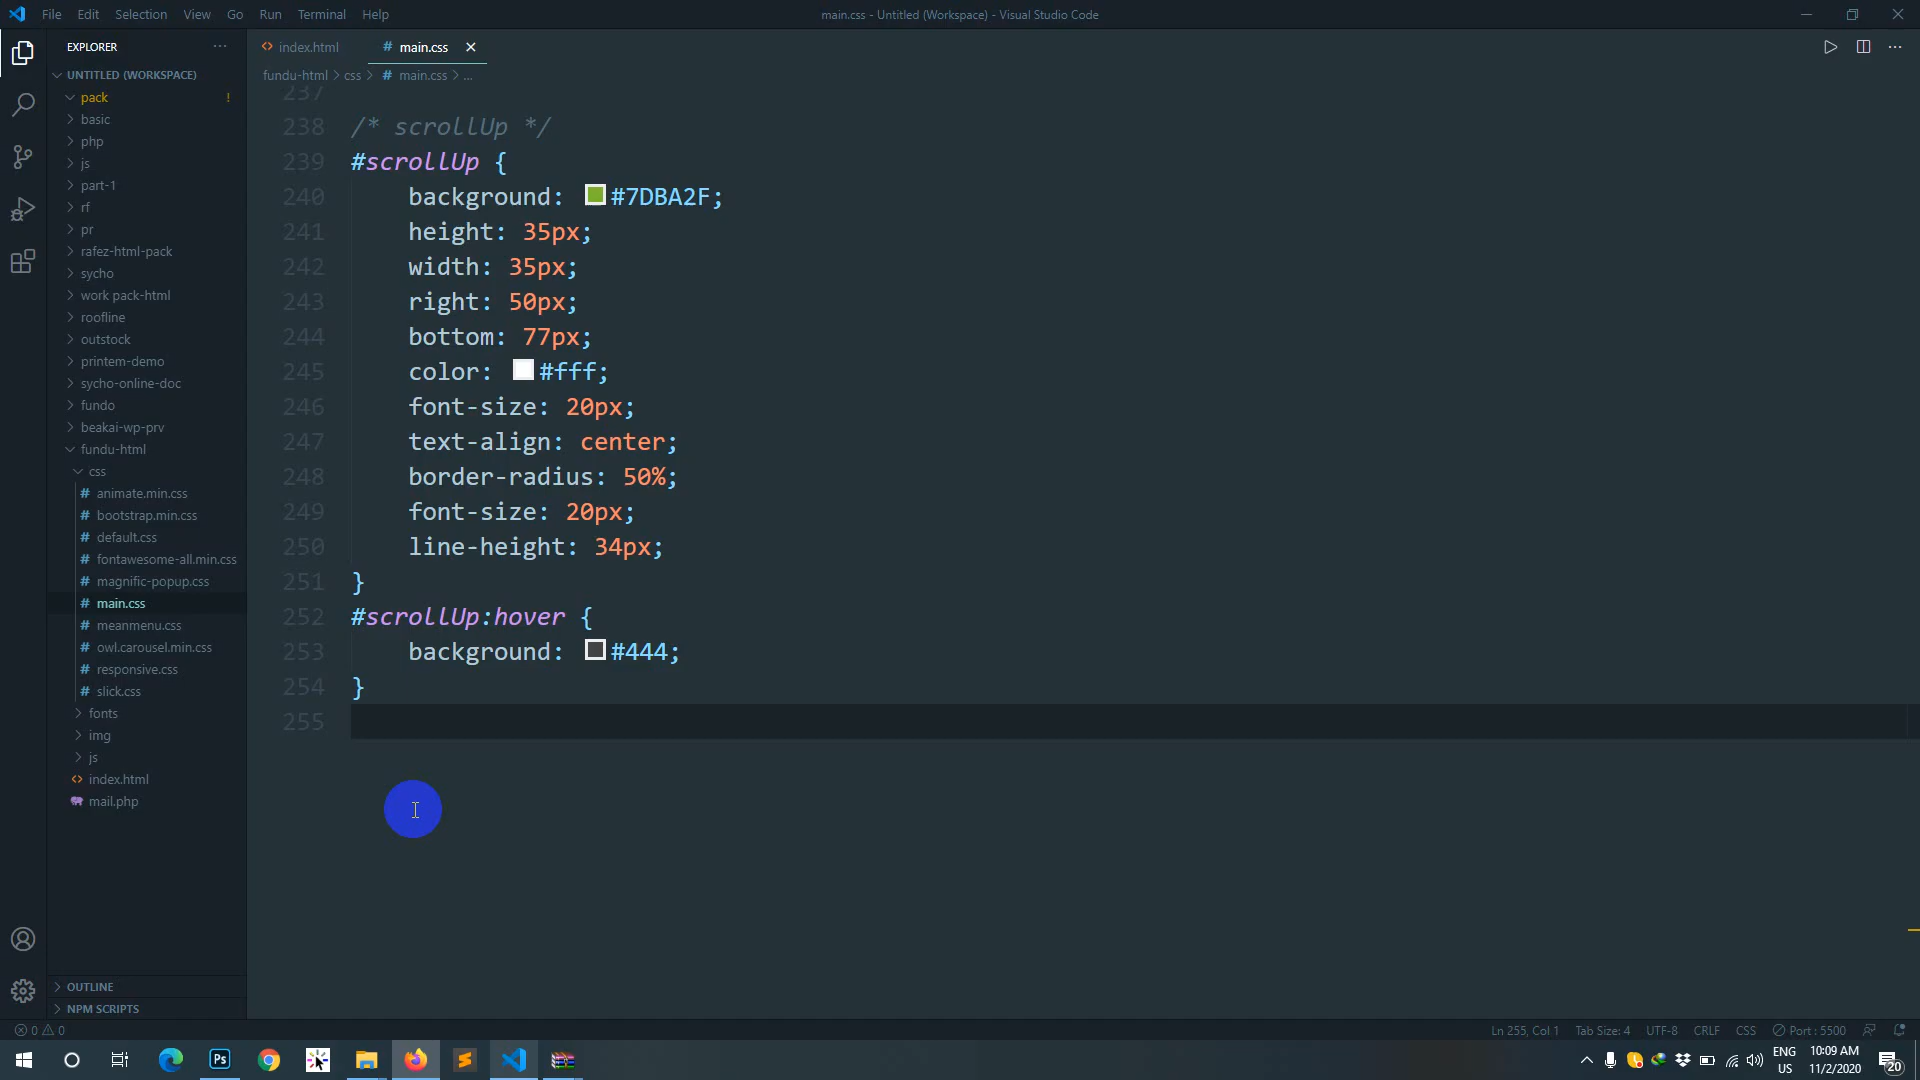 File Edit Selection View Go Run Terminal Help
main.css - Untitled (Workspace) - Visual Studio Code
EXPLORER
UNTITLED (WORKSPACE)
pack !
basic
php
js
part-1
rf
pr
rafez-html-pack
sycho
work pack-html
roofline
outstock
printem-demo
sycho-online-doc
fundo
beakai-wp-prv
fundu-html
css
# animate.min.css
# bootstrap.min.css
# default.css
# fontawesome-all.min.css
# magnific-popup.css
# main.css
# meanmenu.css
# owl.carousel.min.css
# responsive.css
# slick.css
fonts
img
js
index.html
mail.php
OUTLINE
NPM SCRIPTS
index.html # main.css
fundu-html > css > # main.css > ...
237
238 /* scrollUp */
239 #scrollUp {
240 background: #7DBA2F;
241 height: 35px;
242 width: 35px;
243 right: 50px;
244 bottom: 77px;
245 color: #fff;
246 font-size: 20px;
247 text-align: center;
248 border-radius: 50%;
249 font-size: 20px;
250 line-height: 34px;
251 }
252 #scrollUp:hover {
253 background: #444;
254 }
255
0 0
Ln 255, Col 1 Tab Size: 4 UTF-8 CRLF CSS Port : 5500
Ps
ENG
US
10:09 AM
11/2/2020
20